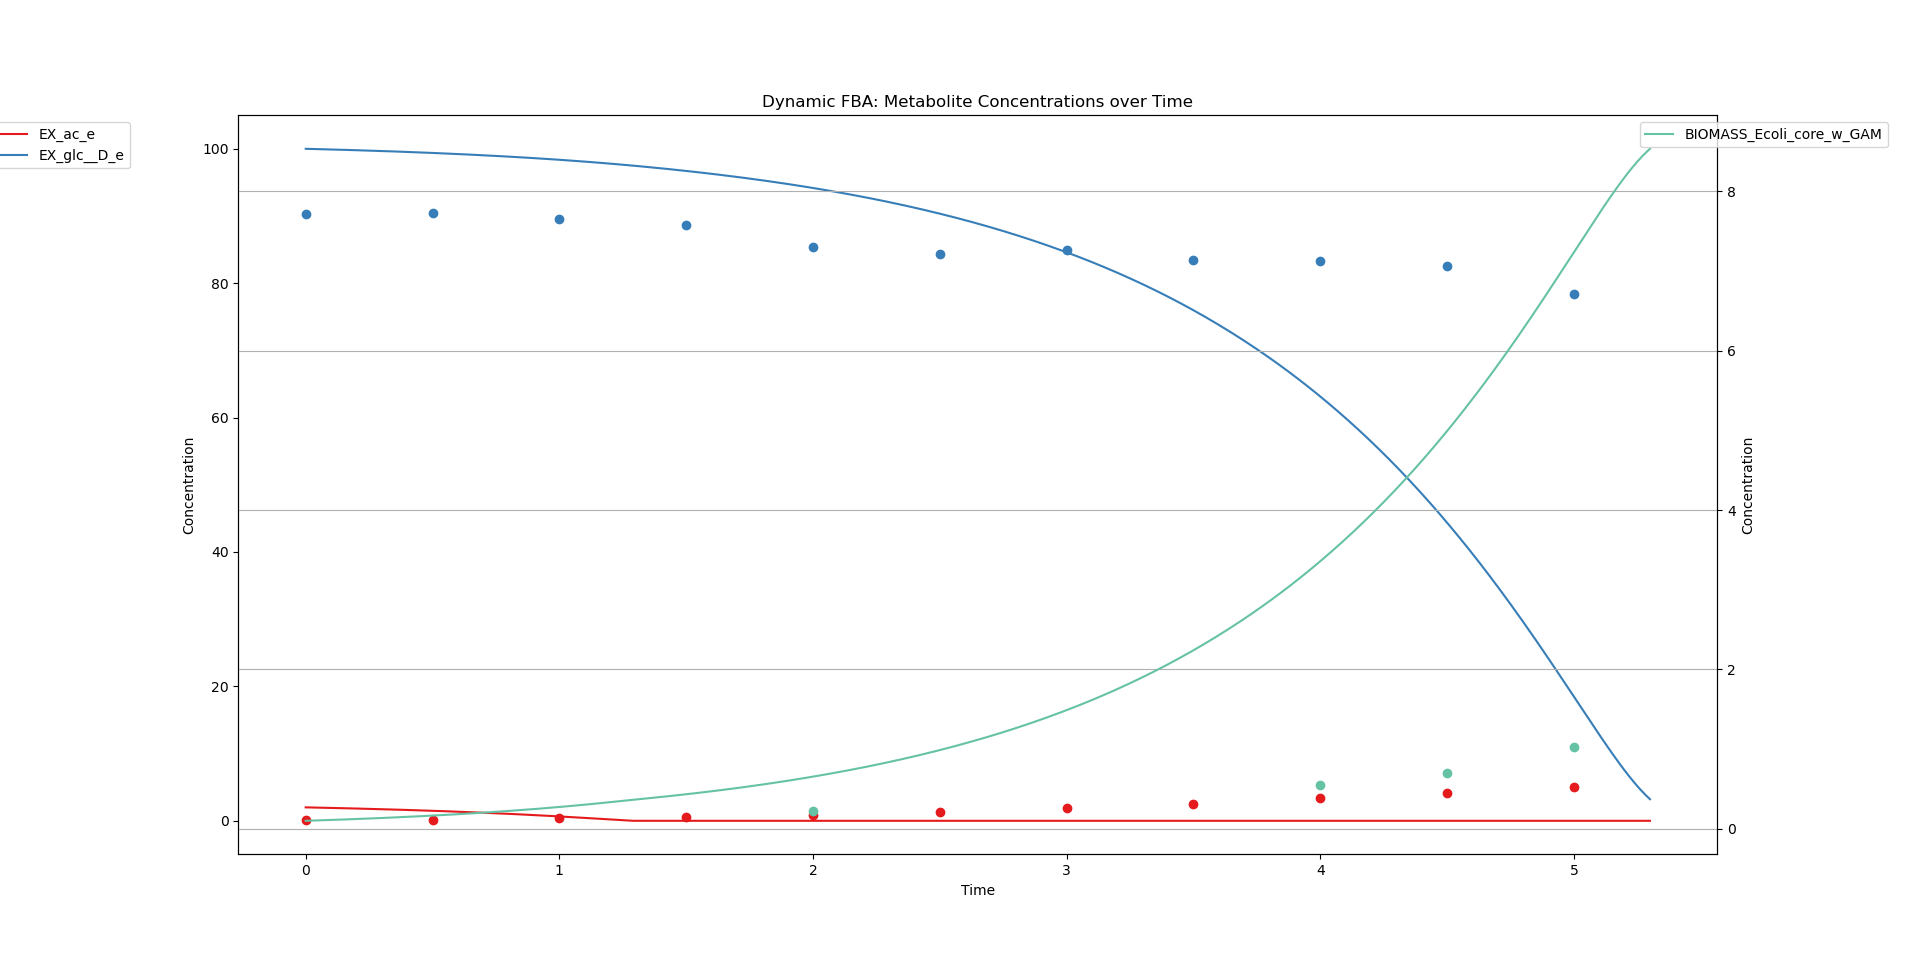 Dynamic FBA: Metabolite Concentrations over Time
EX_ac_e
EX_glc__D_e
BIOMASS_Ecoli_core_w_GAM
100
80
60
40
20
0
Concentration
8
6
4
2
0
Concentration
0 1 2 3 4 5
Time